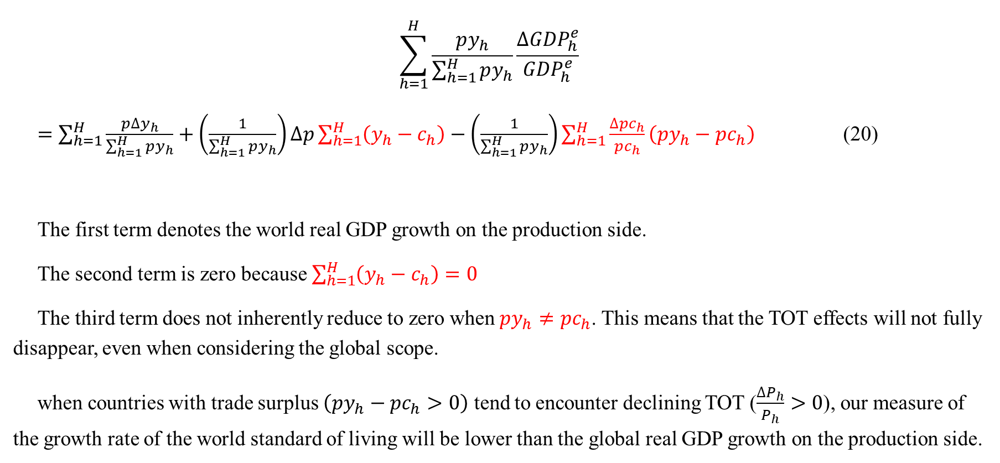 $$\sum_{h=1}^{H} \frac{py_h}{\sum_{h=1}^{H} py_h} \frac{\Delta GDP_h^e}{GDP_h^e}$$
$$= \sum_{h=1}^{H} \frac{p\Delta y_h}{\sum_{h=1}^{H} py_h} + \left(\frac{1}{\sum_{h=1}^{H} py_h}\right) \Delta p \sum_{h=1}^{H}(y_h - c_h) - \left(\frac{1}{\sum_{h=1}^{H} py_h}\right) \sum_{h=1}^{H} \frac{\Delta pc_h}{pc_h} (py_h - pc_h) \quad (20)$$
The first term denotes the world real GDP growth on the production side.
The second term is zero because $\sum_{h=1}^{H}(y_h - c_h) = 0$
The third term does not inherently reduce to zero when $py_h \neq pc_h$. This means that the TOT effects will not fully
disappear, even when considering the global scope.
when countries with trade surplus $(py_h - pc_h > 0)$ tend to encounter declining TOT ($\frac{\Delta P_h}{P_h} > 0$), our measure of
the growth rate of the world standard of living will be lower than the global real GDP growth on the production side.